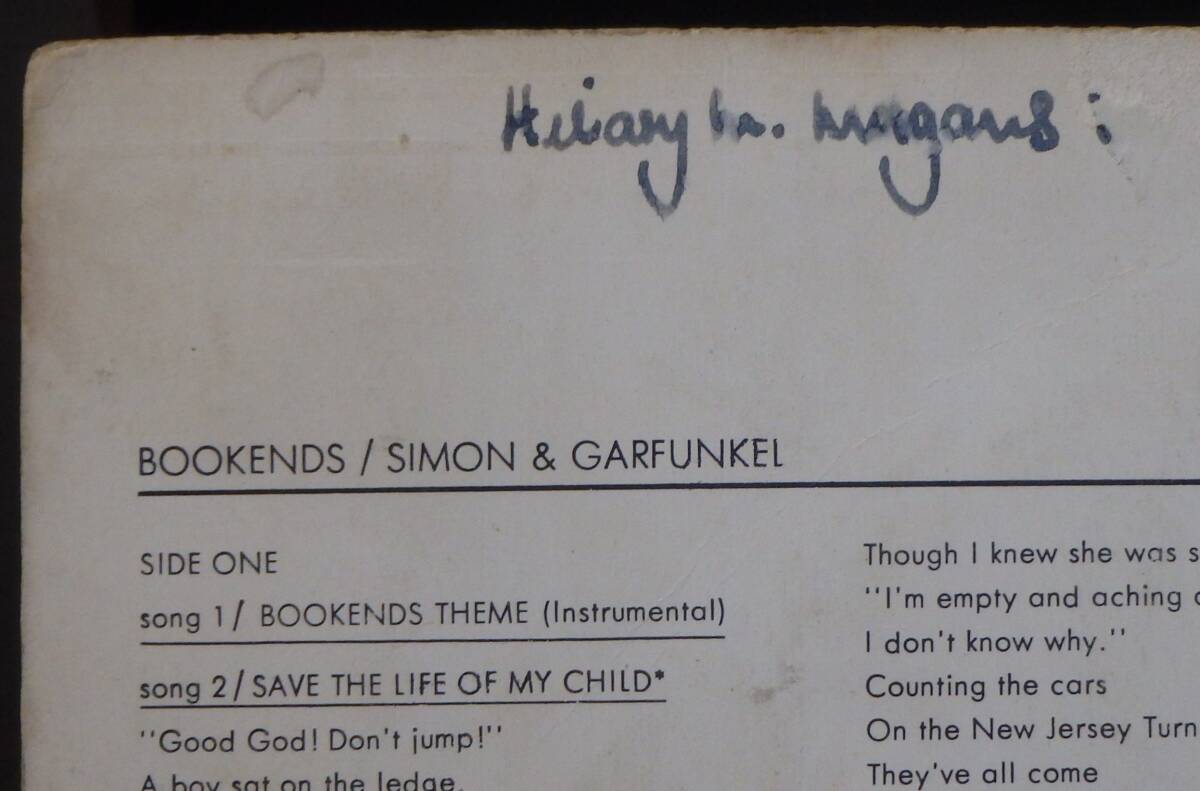 BOOKENDS / SIMON & GARFUNKEL
SIDE ONE
song 1/ BOOKENDS THEME (Instrumental)
song 2/SAVE THE LIFE OF MY CHILD*
"Good God! Don't jump!"
A boy sat on the ledge.
Though I knew she was s
"I'm empty and aching
I don't know why."
Counting the cars
On the New Jersey Turn
They've all come